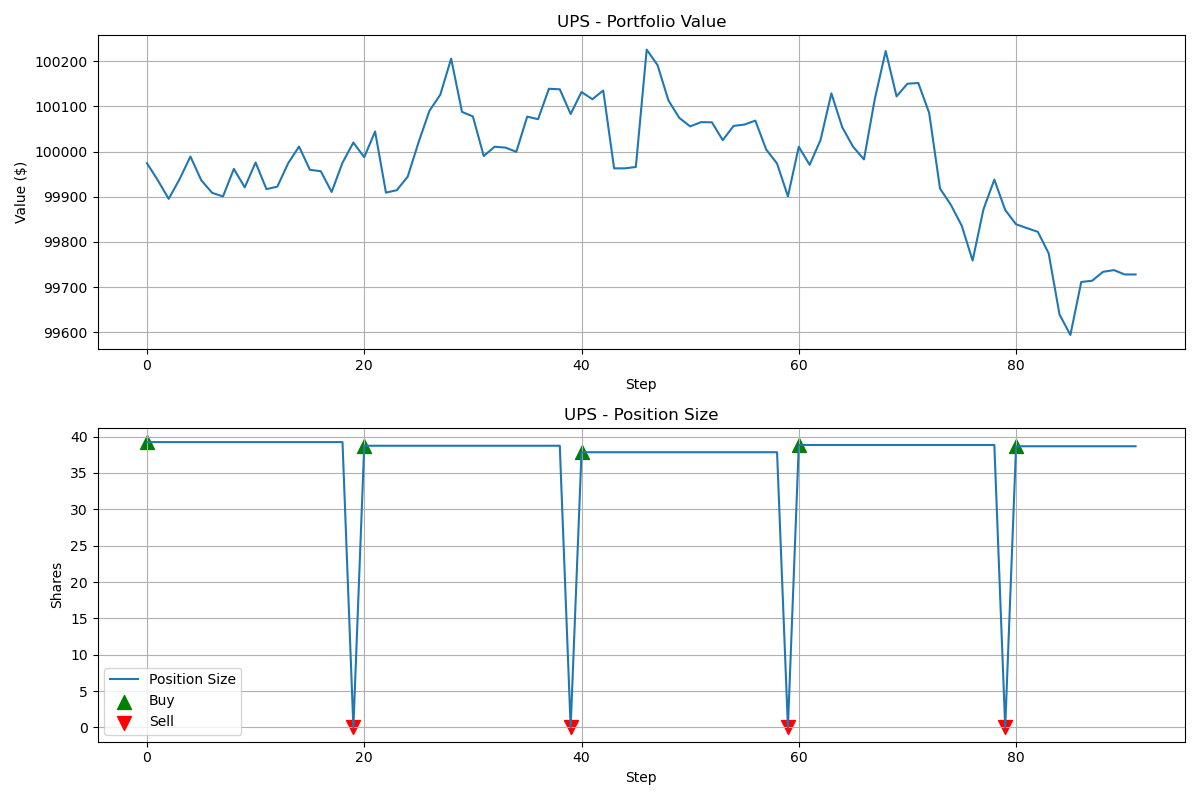 UPS - Portfolio Value
Value ($)
100200
100100
100000
99900
99800
99700
99600
0 20 40 60 80
Step
UPS - Position Size
Shares
40
35
30
25
20
15
10
5
0
Position Size
Buy
Sell
0 20 40 60 80
Step